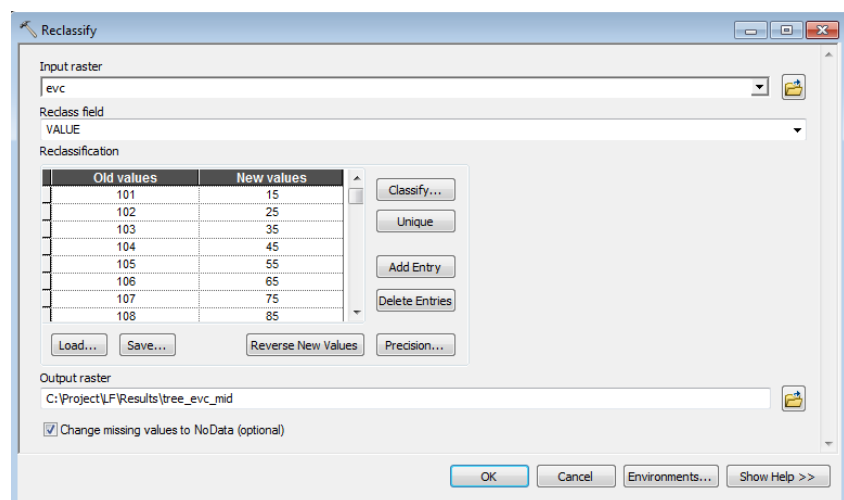 Reclassify
Input raster
evc
Reclass field
VALUE
Reclassification
Old values New values
101 15
102 25
103 35
104 45
105 55
106 65
107 75
108 85
Classify...
Unique
Add Entry
Delete Entries
Load... Save... Reverse New Values Precision...
Output raster
C:\Project\LF\Results\tree_evc_mid
Change missing values to NoData (optional)
OK Cancel Environments... Show Help >>